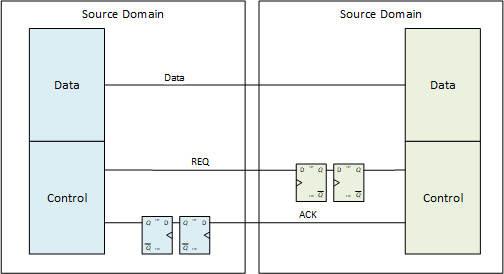 Source Domain
Source Domain
Data
Data
Data
REQ
D Q
Q
D Q
Q
Control
Control
ACK
Q D
Q
Q D
Q